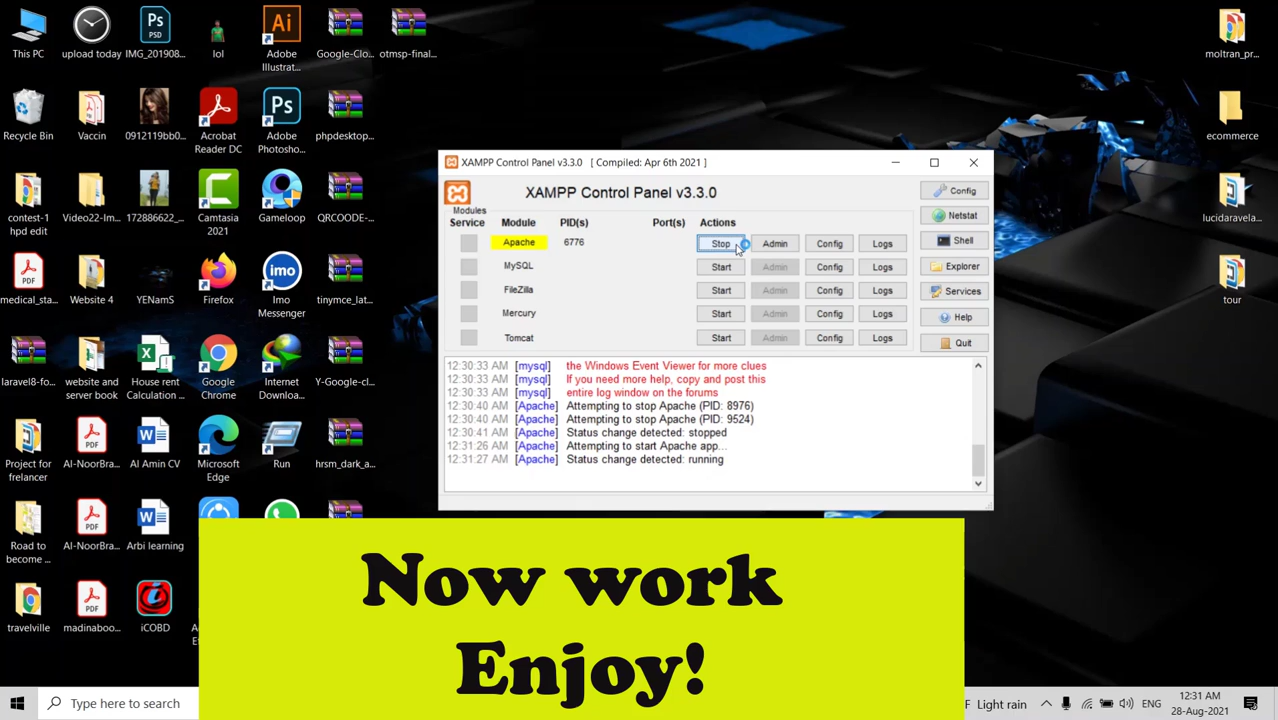 This PC
upload today
IMG_201908...
lol
Adobe
Illustrat...
Google-Clo...
otmsp-final...
moltran_pr...
Recycle Bin
Vaccin
0912119bb0...
Acrobat
Reader DC
Adobe
Photosho...
phpdesktop...
ecommerce
contest-1
hpd edit
Video22-Im...
172886622_...
Camtasia
2021
Gameloop
QRCOODE-...
lucidaravela...
medical_sta...
Website 4
YENamS
Firefox
Imo
Messenger
tinymce_lat...
tour
laravel8-fo...
website and
server book
House rent
Calculation ...
Google
Chrome
Internet
Downloa...
Y-Google-cl...
Project for
frelancer
Al-NoorBra...
Al Amin CV
Microsoft
Edge
Run
hrsm_dark_a...
Road to
become ...
Al-NoorBra...
Arbi learning
travelville
madinaboo...
iCOBD
XAMPP Control Panel v3.3.0 [ Compiled: Apr 6th 2021 ]
XAMPP Control Panel v3.3.0
Modules
Service Module PID(s) Port(s) Actions
Apache 6776 Stop Admin Config Logs
MySQL Start Admin Config Logs
FileZilla Start Admin Config Logs
Mercury Start Admin Config Logs
Tomcat Start Admin Config Logs
Config
Netstat
Shell
Explorer
Services
Help
Quit
12:30:33 AM [mysql] the Windows Event Viewer for more clues
12:30:33 AM [mysql] If you need more help, copy and post this
12:30:33 AM [mysql] entire log window on the forums
12:30:40 AM [Apache] Attempting to stop Apache (PID: 8976)
12:30:40 AM [Apache] Attempting to stop Apache (PID: 9524)
12:30:41 AM [Apache] Status change detected: stopped
12:31:26 AM [Apache] Attempting to start Apache app...
12:31:27 AM [Apache] Status change detected: running
Now work
Enjoy!
Type here to search
Light rain
ENG
12:31 AM
28-Aug-2021